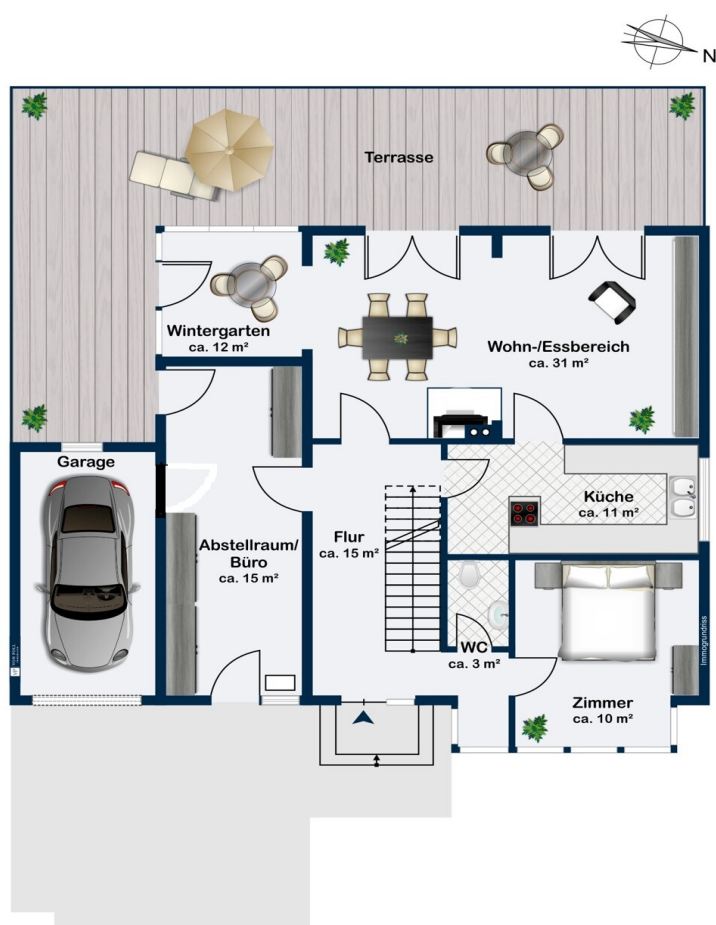 N
Terrasse
Wintergarten
ca. 12 m²
Wohn-/Essbereich
ca. 31 m²
Garage
Küche
ca. 11 m²
Flur
ca. 15 m²
Abstellraum/
Büro
ca. 15 m²
WC
ca. 3 m²
Zimmer
ca. 10 m²
Immogrundriss